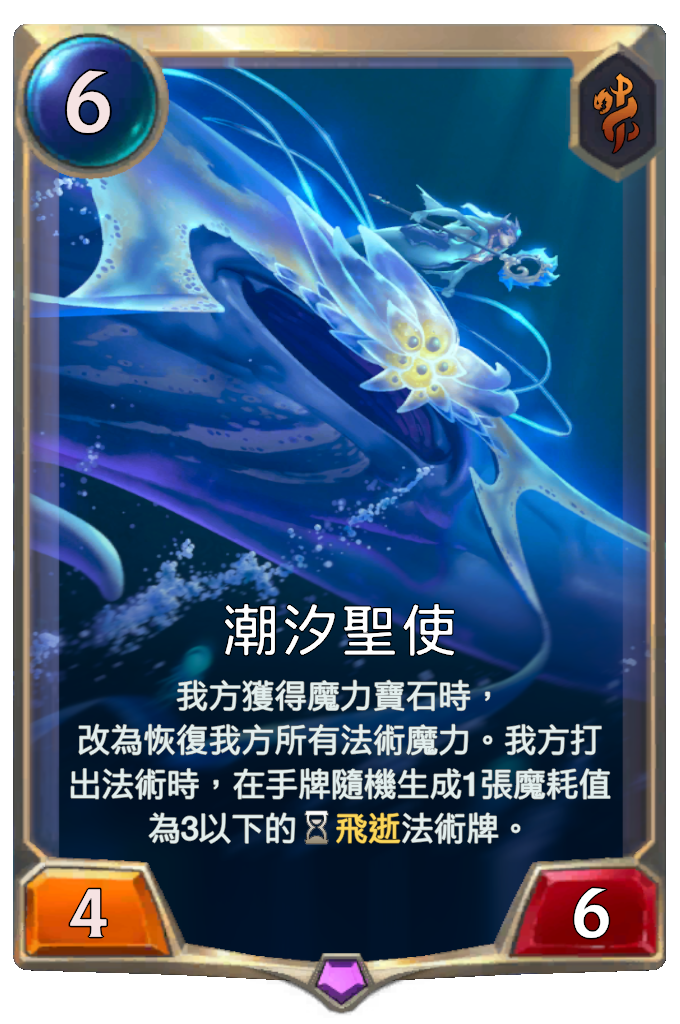 6
潮汐聖使
我方獲得魔力寶石時，
改為恢復我方所有法術魔力。我方打
出法術時，在手牌隨機生成1張魔耗值
為3以下的飛逝法術牌。
4
6